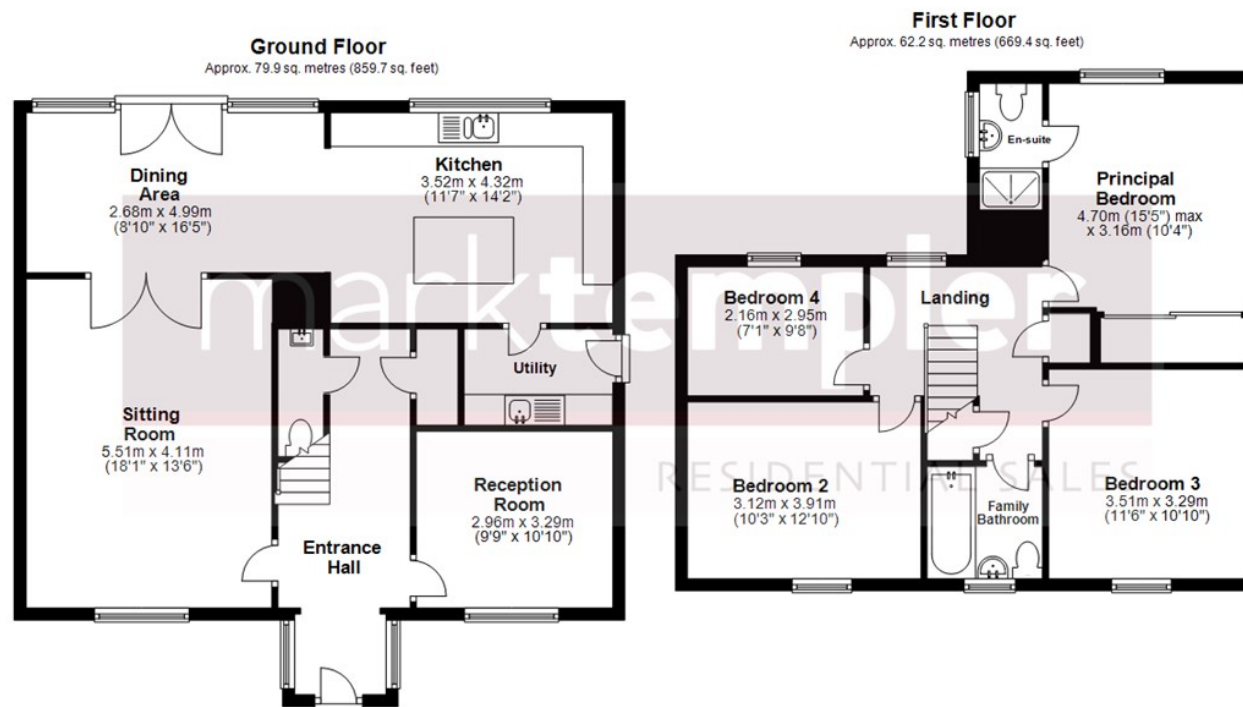 Ground Floor
Approx. 79.9 sq. metres (859.7 sq. feet)
Dining
Area
2.68m x 4.99m
(8'10" x 16'5")
Kitchen
3.52m x 4.32m
(11'7" x 14'2")
Utility
Sitting
Room
5.51m x 4.11m
(18'1" x 13'6")
Reception
Room
2.96m x 3.29m
(9'9" x 10'10")
Entrance
Hall
First Floor
Approx. 62.2 sq. metres (669.4 sq. feet)
En-suite
Principal
Bedroom
4.70m (15'5") max
x 3.16m (10'4")
Bedroom 4
2.16m x 2.95m
(7'1" x 9'8")
Landing
Bedroom 2
3.12m x 3.91m
(10'3" x 12'10")
Family
Bathroom
Bedroom 3
3.51m x 3.29m
(11'6" x 10'10")
marktempler
RESIDENTIAL SALES